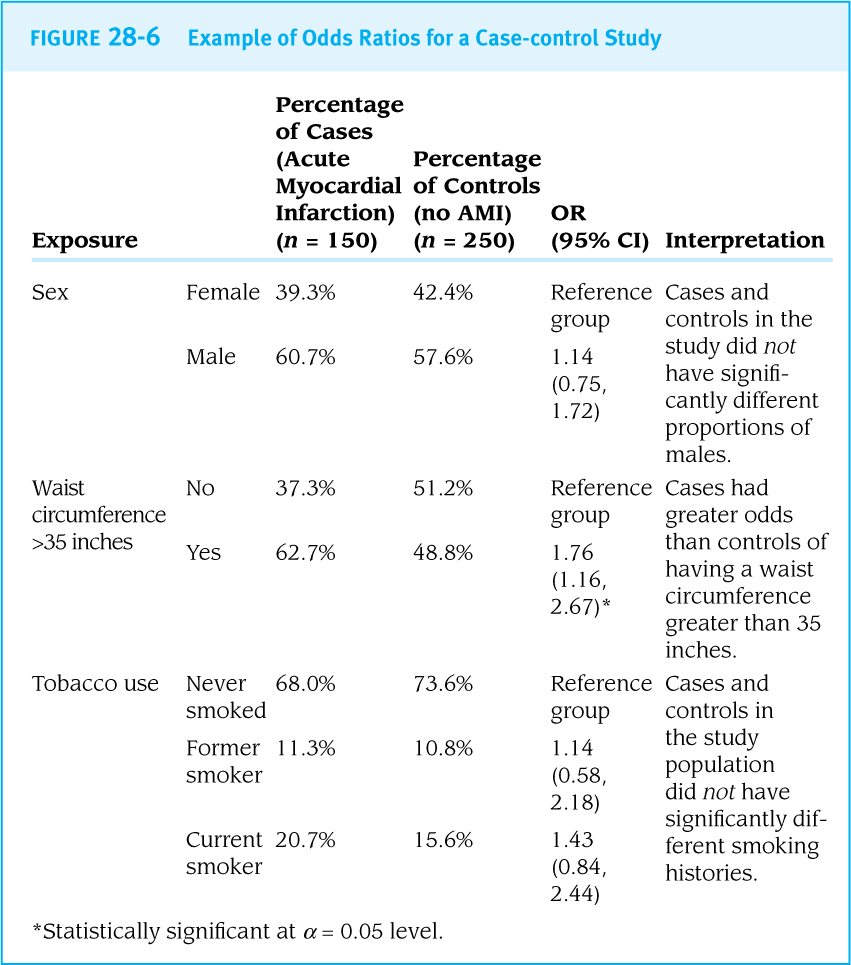 FIGURE 28-6 Example of Odds Ratios for a Case-control Study
Percentage
of Cases
(Acute Percentage
Myocardial of Controls
Infarction) (no AMI) OR
Exposure (n = 150) (n = 250) (95% CI) Interpretation
Sex Female 39.3% 42.4% Reference Cases and
group controls in the
study did not
Male 60.7% 57.6% 1.14 have signifi-
(0.75, cantly different
1.72) proportions of
males.
Waist No 37.3% 51.2% Reference Cases had
circumference group greater odds
>35 inches than controls of
Yes 62.7% 48.8% 1.76 having a waist
(1.16, circumference
2.67)* greater than 35
inches.
Tobacco use Never 68.0% 73.6% Reference Cases and
smoked group controls in
Former 11.3% 10.8% 1.14 the study
smoker (0.58, population
2.18) did not have
significantly dif-
Current 20.7% 15.6% 1.43 ferent smoking
smoker (0.84, histories.
2.44)
*Statistically significant at α = 0.05 level.